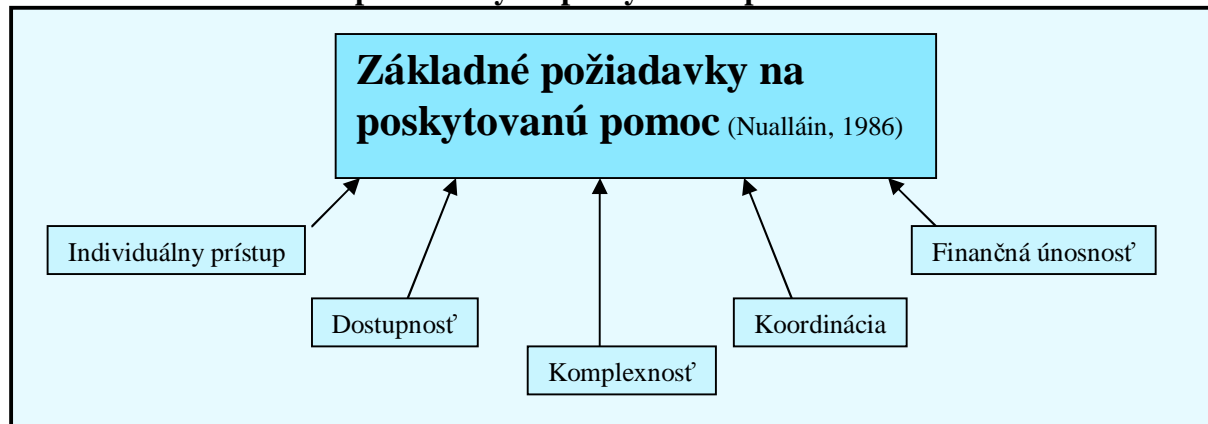 Základné požiadavky na
poskytovanú pomoc (Nualláin, 1986)
Individuálny prístup
Finančná únosnosť
Dostupnosť
Koordinácia
Komplexnosť